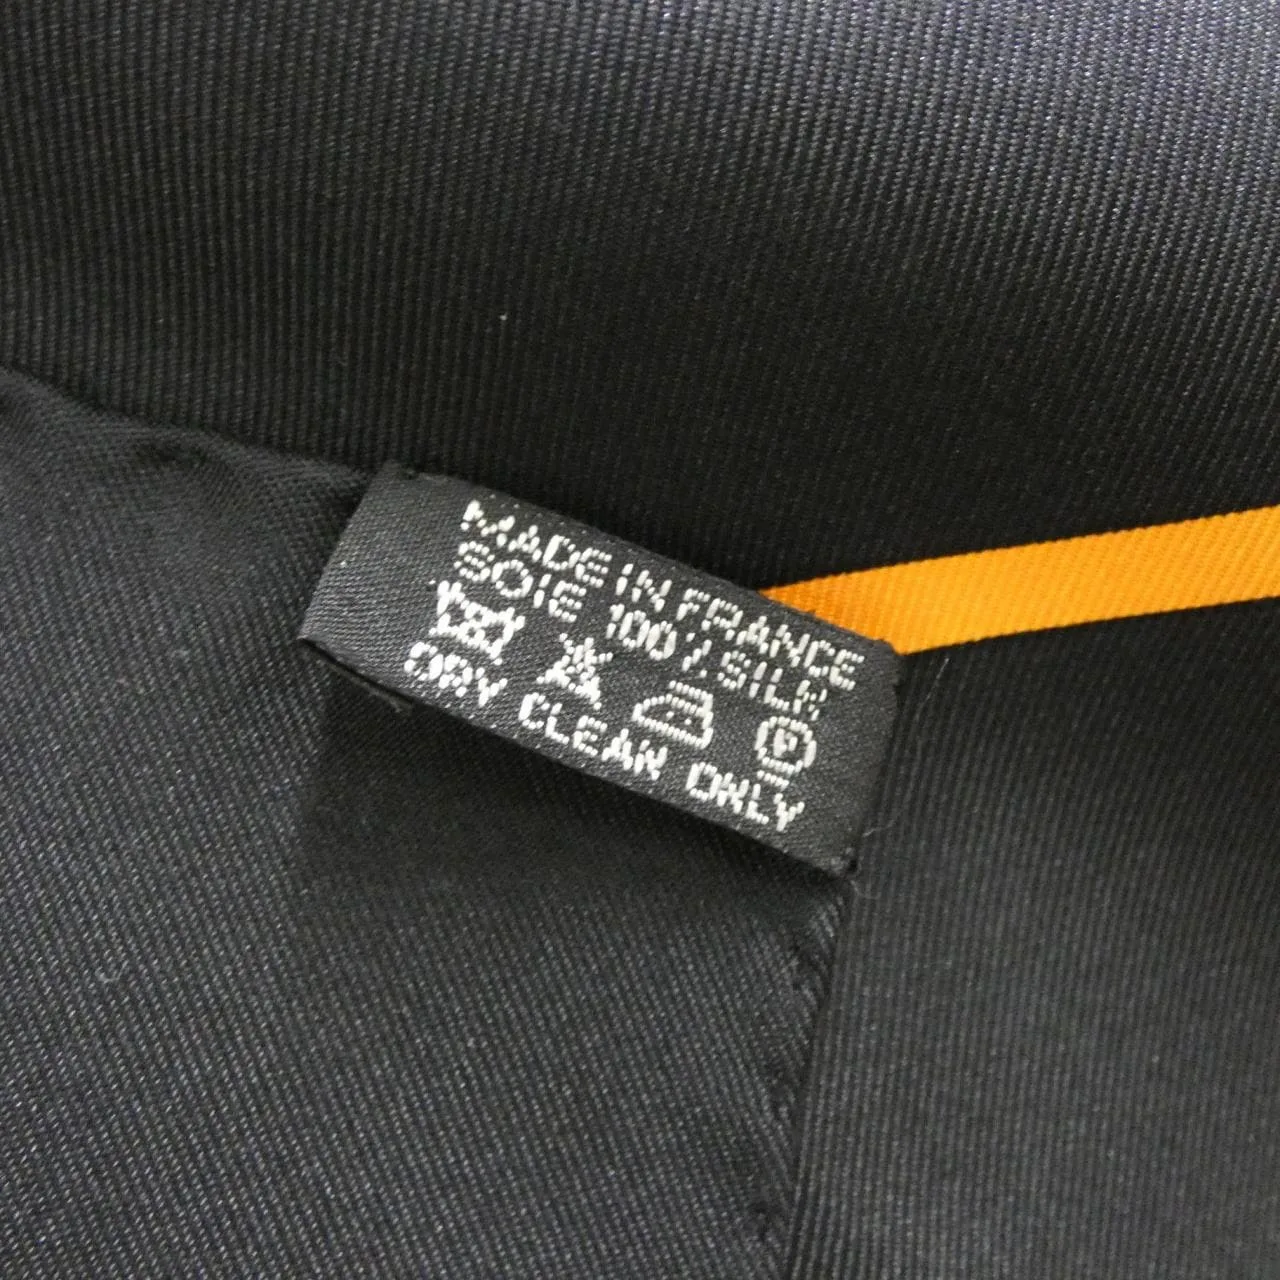 MADE IN FRANCE
SOIE 100% SILK
P
DRY CLEAN ONLY